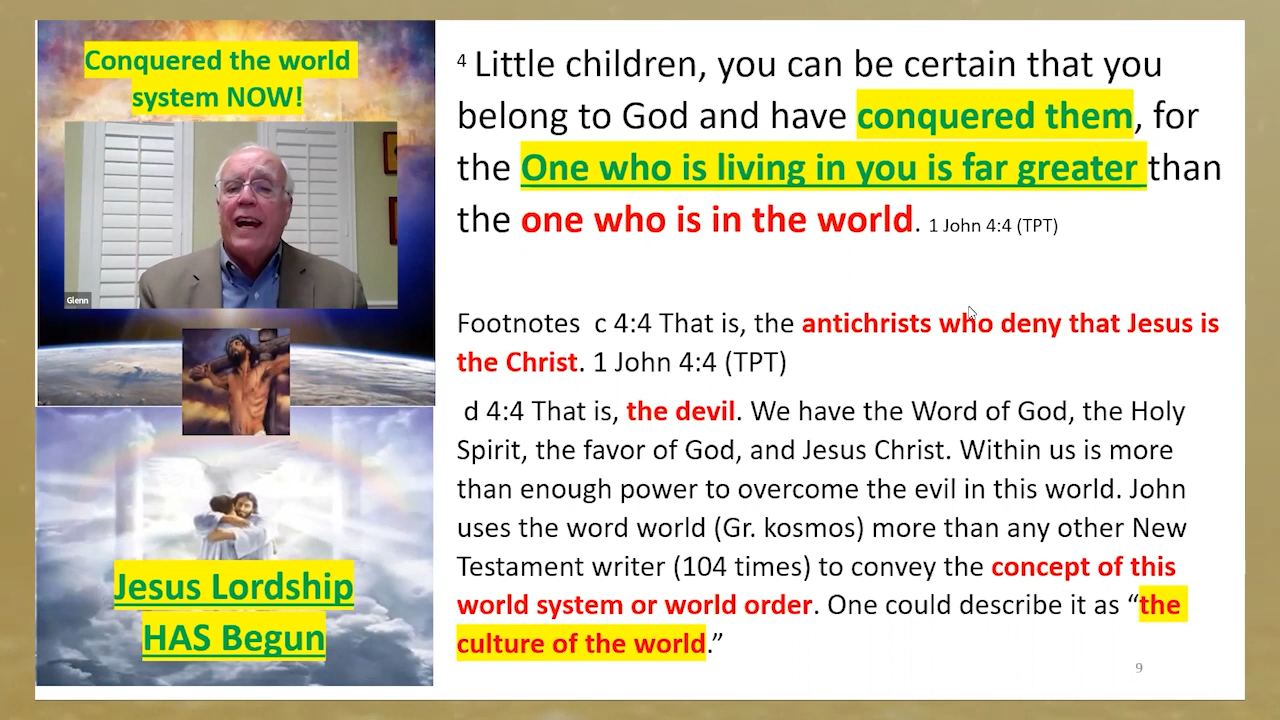 Conquered the world
system NOW!
Glenn
Jesus Lordship
HAS Begun
4 Little children, you can be certain that you
belong to God and have conquered them, for
the One who is living in you is far greater than
the one who is in the world. 1 John 4:4 (TPT)
Footnotes c 4:4 That is, the antichrists who deny that Jesus is
the Christ. 1 John 4:4 (TPT)
d 4:4 That is, the devil. We have the Word of God, the Holy
Spirit, the favor of God, and Jesus Christ. Within us is more
than enough power to overcome the evil in this world. John
uses the word world (Gr. kosmos) more than any other New
Testament writer (104 times) to convey the concept of this
world system or world order. One could describe it as “the
culture of the world.”
9